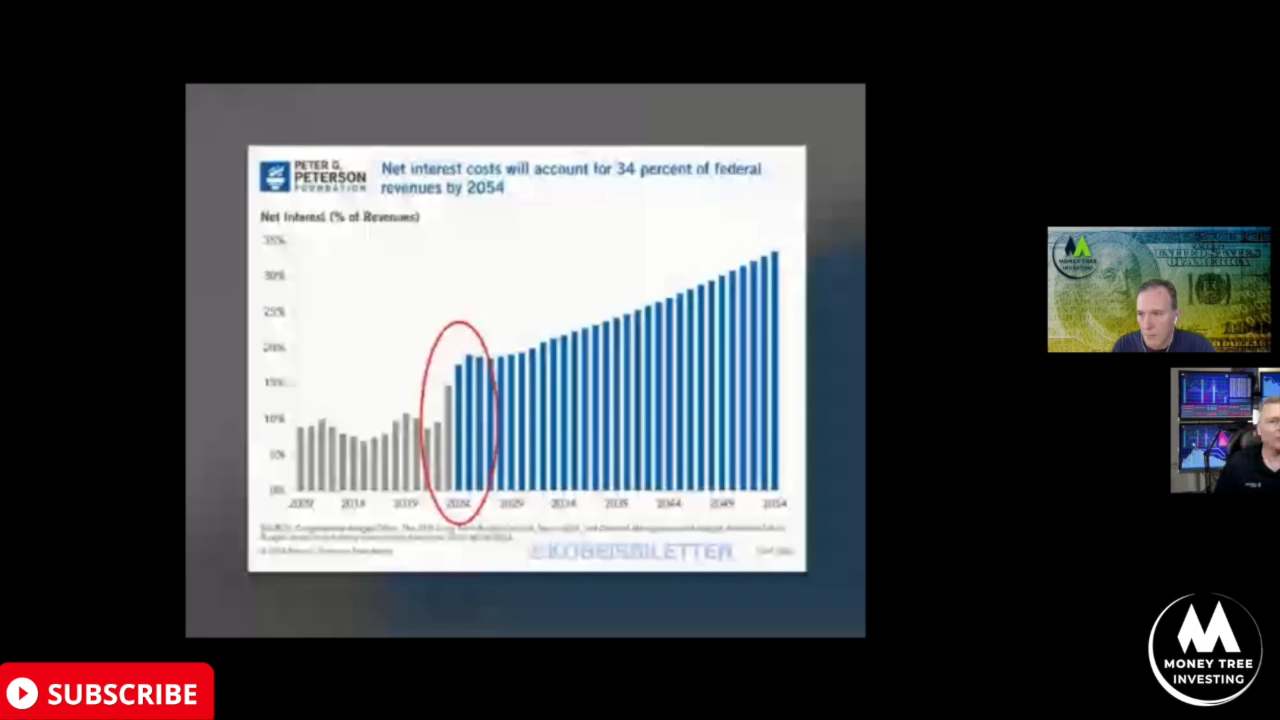 PETER G.
PETERSON
FOUNDATION
Net interest costs will account for 34 percent of federal
revenues by 2054
Net Interest (% of Revenues)
35%
30%
25%
20%
15%
10%
5%
0%
2009
2014
2019
2024
2029
2034
2039
2044
2049
2054
@KOBEISSILETTER
MONEY TREE
INVESTING
SUBSCRIBE
MONEY TREE
INVESTING